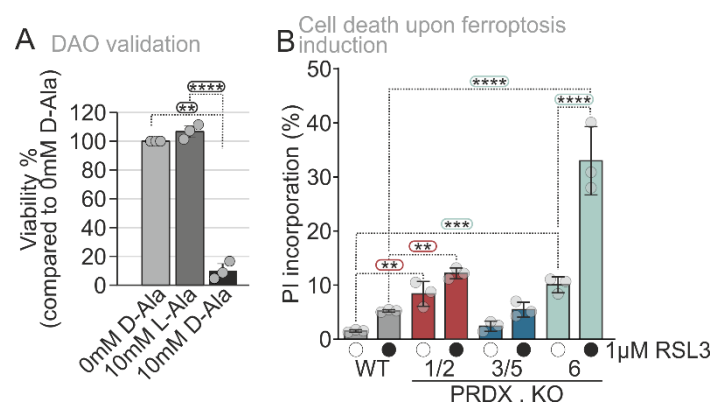 A DAO validation
Viability %
(compared to 0mM D-Ala)
120
100
80
60
40
20
0
****
**
0mM D-Ala
10mM L-Ala
10mM D-Ala
B Cell death upon ferroptosis
induction
PI incorporation (%)
50
40
30
20
10
0
****
****
***
**
**
1µM RSL3
WT 1/2 3/5 6
PRDX . KO